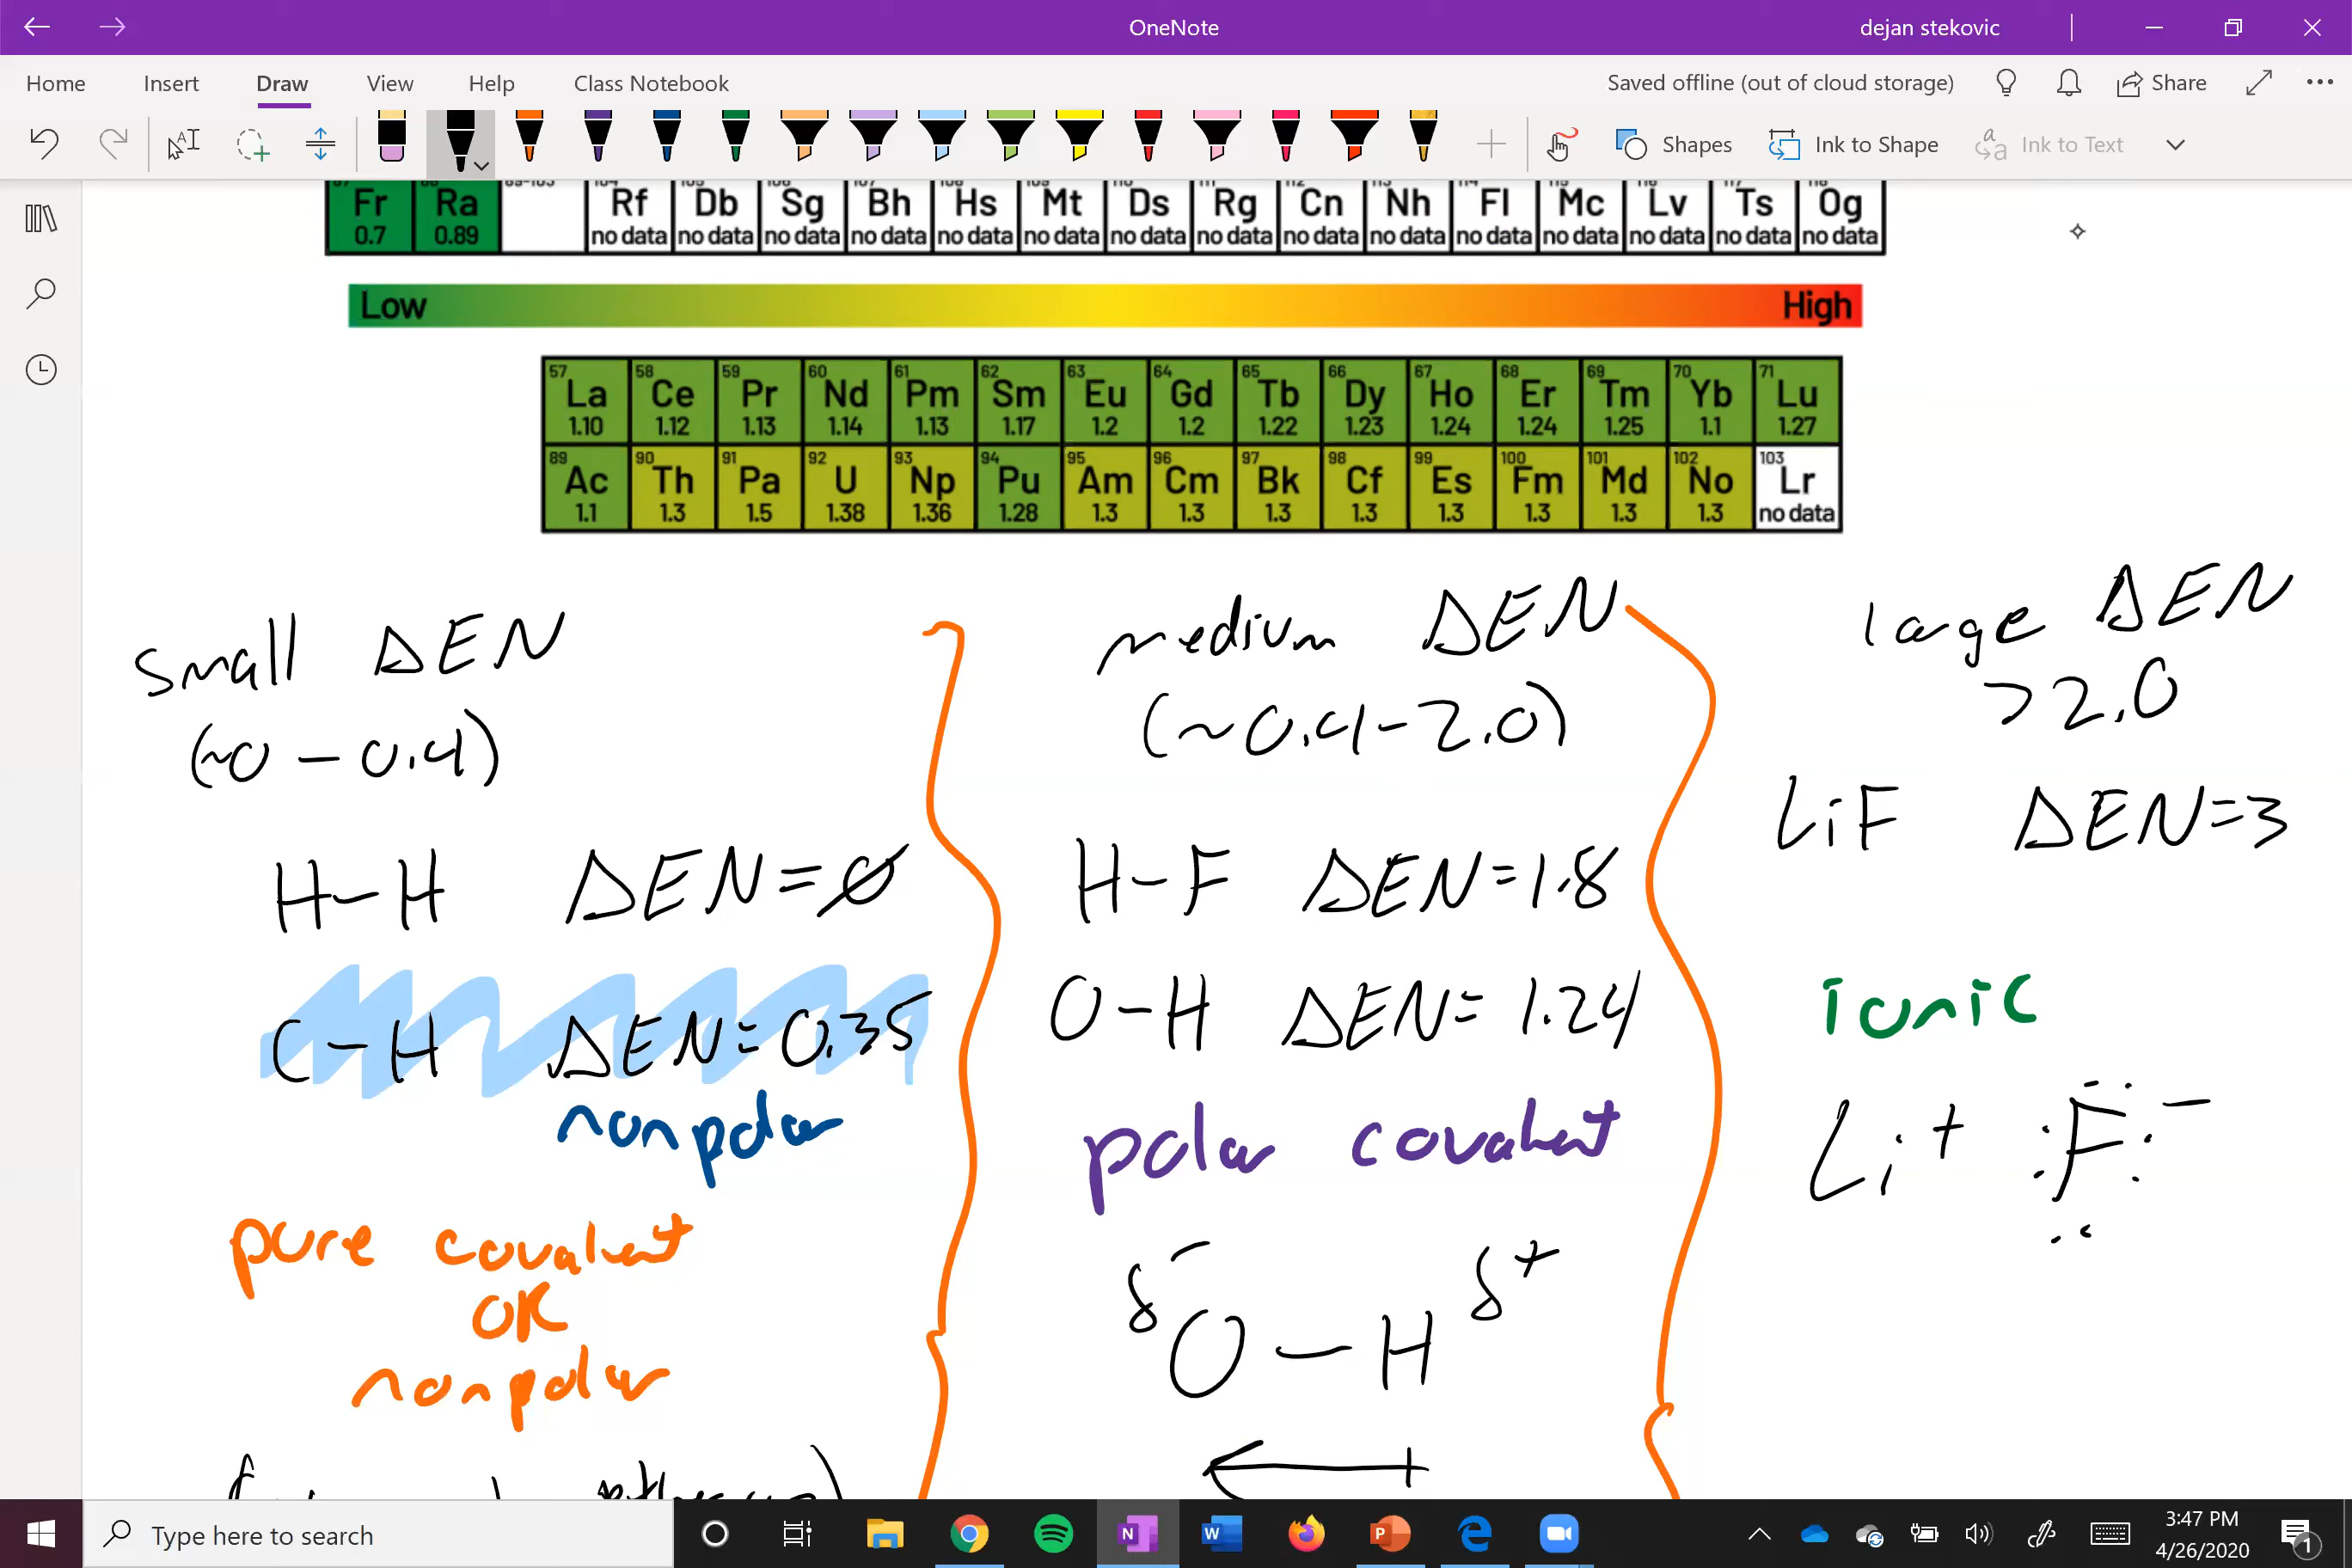 OneNote
dejan stekovic
Home Insert Draw View Help Class Notebook
Saved offline (out of cloud storage) Share
Shapes Ink to Shape Ink to Text
Fr Ra 89-103 Rf Db Sg Bh Hs Mt Ds Rg Cn Nh Fl Mc Lv Ts Og
0.7 0.89 no data no data no data no data no data no data no data no data no data no data no data no data no data no data no data
Low High
57 58 59 60 61 62 63 64 65 66 67 68 69 70 71
La Ce Pr Nd Pm Sm Eu Gd Tb Dy Ho Er Tm Yb Lu
1.10 1.12 1.13 1.14 1.13 1.17 1.2 1.2 1.22 1.23 1.24 1.24 1.25 1.1 1.27
89 90 91 92 93 94 95 96 97 98 99 100 101 102 103
Ac Th Pa U Np Pu Am Cm Bk Cf Es Fm Md No Lr
1.1 1.3 1.5 1.38 1.36 1.28 1.3 1.3 1.3 1.3 1.3 1.3 1.3 1.3 no data
small ΔEN
(~0 - 0.4)
H-H ΔEN=0
C-H ΔEN=0.35
nonpolar
pure covalent
OR
nonpolar
medium ΔEN
(~0.4-2.0)
H-F ΔEN=1.8
O-H ΔEN=1.24
polar covalent
δ- O-H δ+
large ΔEN
>2.0
LiF ΔEN=3
ionic
Li+ F-
Type here to search
3:47 PM
4/26/2020
1